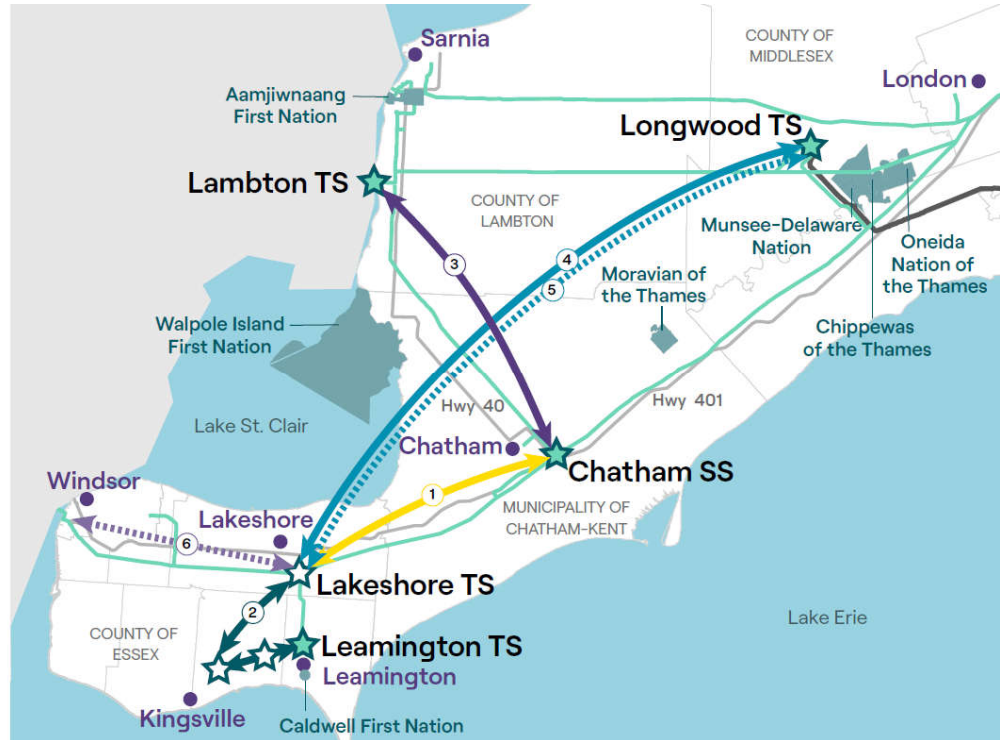 Sarnia
COUNTY OF
MIDDLESEX
London
Aamjiwnaang
First Nation
Longwood TS
Lambton TS
COUNTY OF
LAMBTON
Munsee-Delaware
Nation
Oneida
Nation of
the Thames
3
4
5
Moravian of
the Thames
Chippewas
of the Thames
Walpole Island
First Nation
Hwy 40
Hwy 401
Lake St. Clair
Chatham
Chatham SS
Windsor
1
MUNICIPALITY OF
CHATHAM-KENT
Lakeshore
6
Lakeshore TS
2
Lake Erie
COUNTY OF
ESSEX
Leamington TS
Leamington
Kingsville
Caldwell First Nation